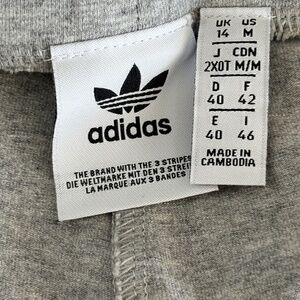 adidas
THE BRAND WITH THE 3 STRIPES
DIE WELTMARKE MIT DEN 3 STREI
LA MARQUE AUX 3 BANDES
UK US
14 M
J CDN
2XOT M/M
D F
40 42
E I
40 46
MADE IN
CAMBODIA